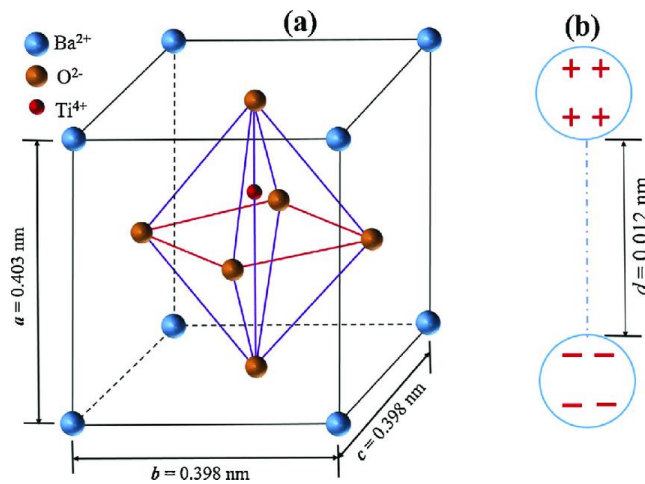 (a)
Ba²⁺
O²⁻
Ti⁴⁺
a = 0.403 nm
b = 0.398 nm
c = 0.398 nm
(b)
+ +
+ +
d = 0.012 nm
− −
− −